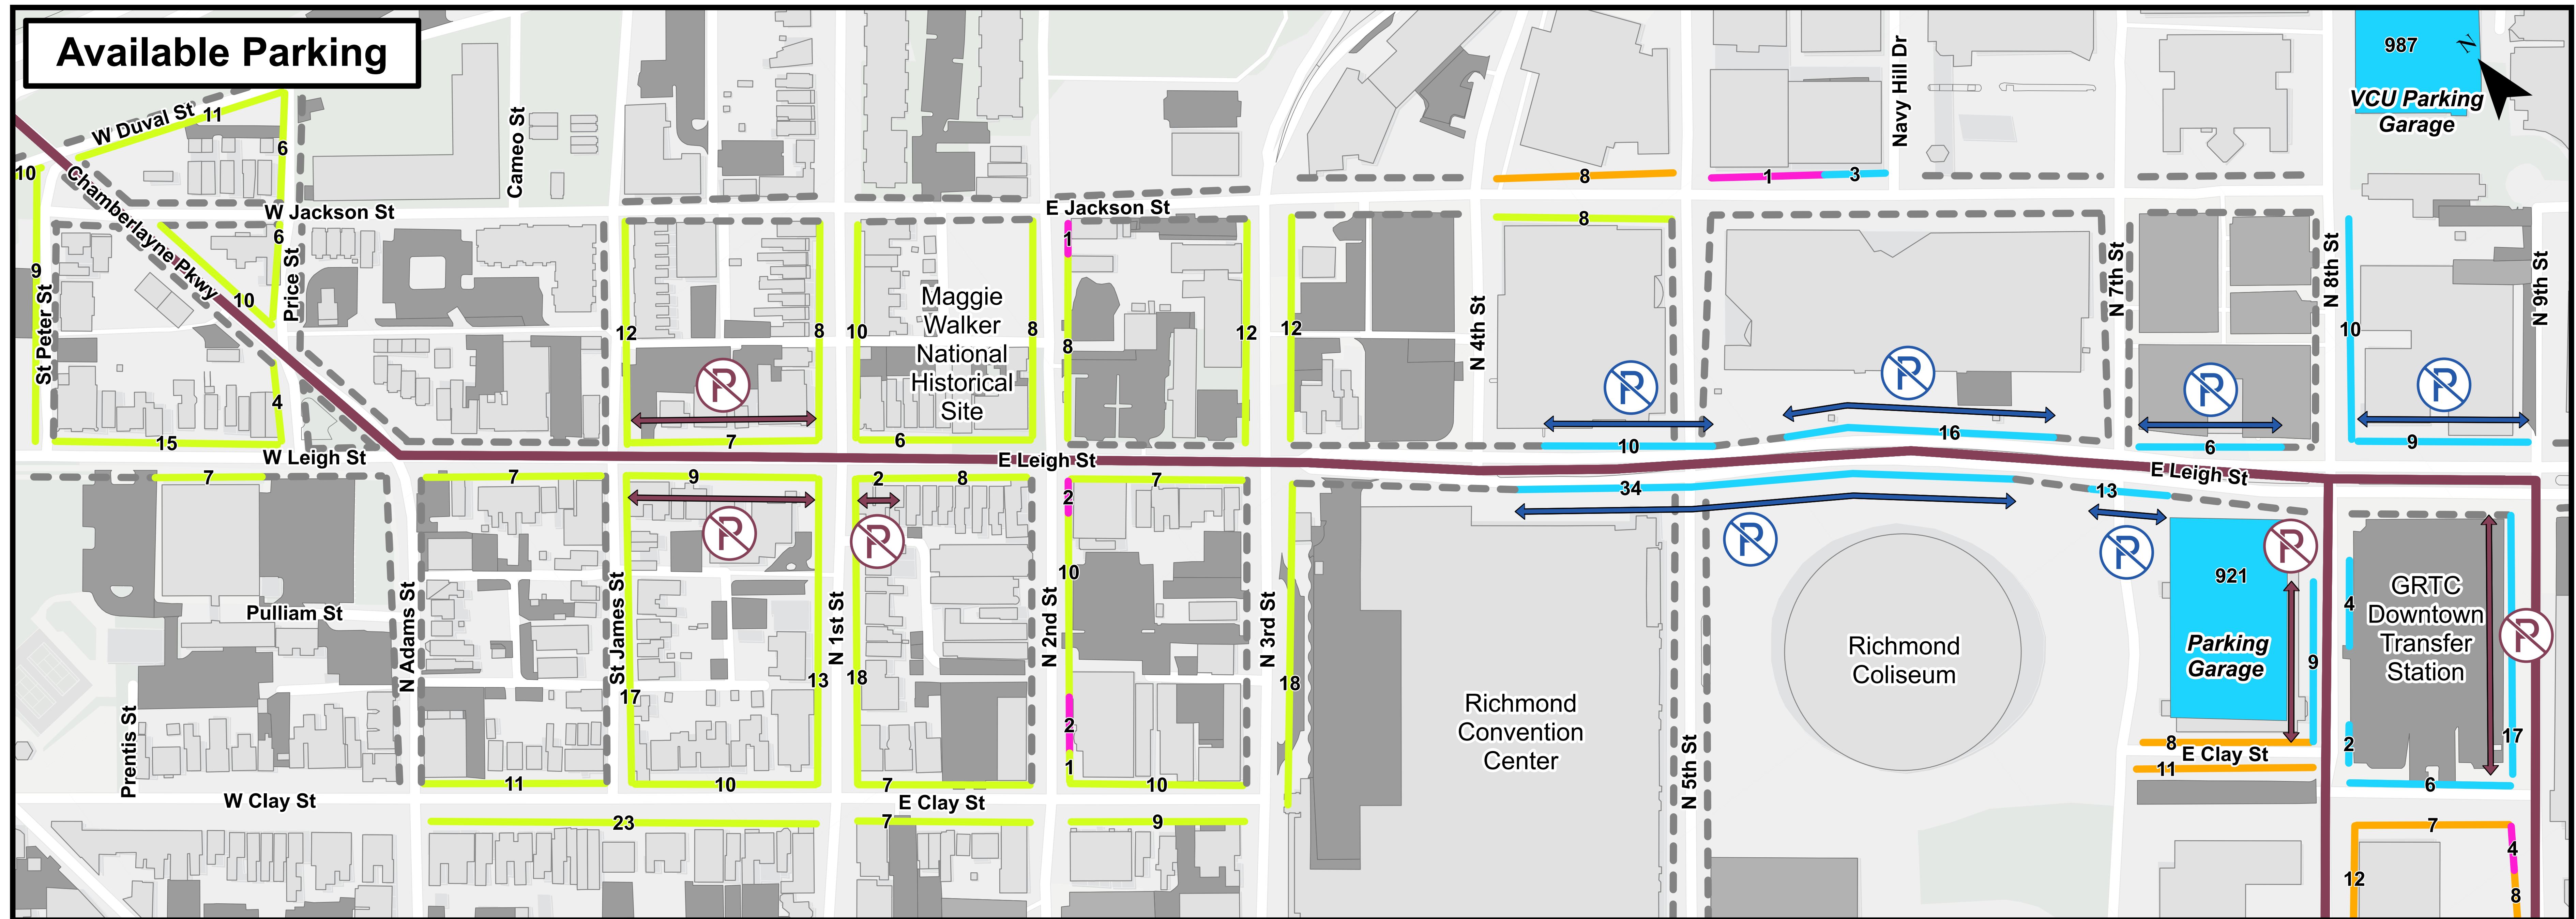 Available Parking
987
N
VCU Parking
Garage
W Duval St
11
6
10
Chamberlayne Pkwy
Cameo St
Navy Hill Dr
8
1
3
W Jackson St
E Jackson St
6
Price St
9
St Peter St
10
4
15
12
8
10
Maggie
Walker
National
Historical
Site
8
1
8
12
12
N 4th St
8
N 7th St
N 8th St
10
N 9th St
P
P
P
P
P
7
6
10
16
6
9
W Leigh St
E Leigh St
E Leigh St
7
7
9
2
8
2
7
34
13
P
P
P
P
P
P
921
Parking
Garage
9
GRTC
Downtown
Transfer
Station
4
2
17
Pulliam St
Prentis St
N Adams St
St James St
17
13
N 1st St
18
N 2nd St
10
2
1
N 3rd St
18
Richmond
Convention
Center
N 5th St
Richmond
Coliseum
8
E Clay St
11
6
11
10
7
10
W Clay St
E Clay St
23
7
9
7
4
12
8